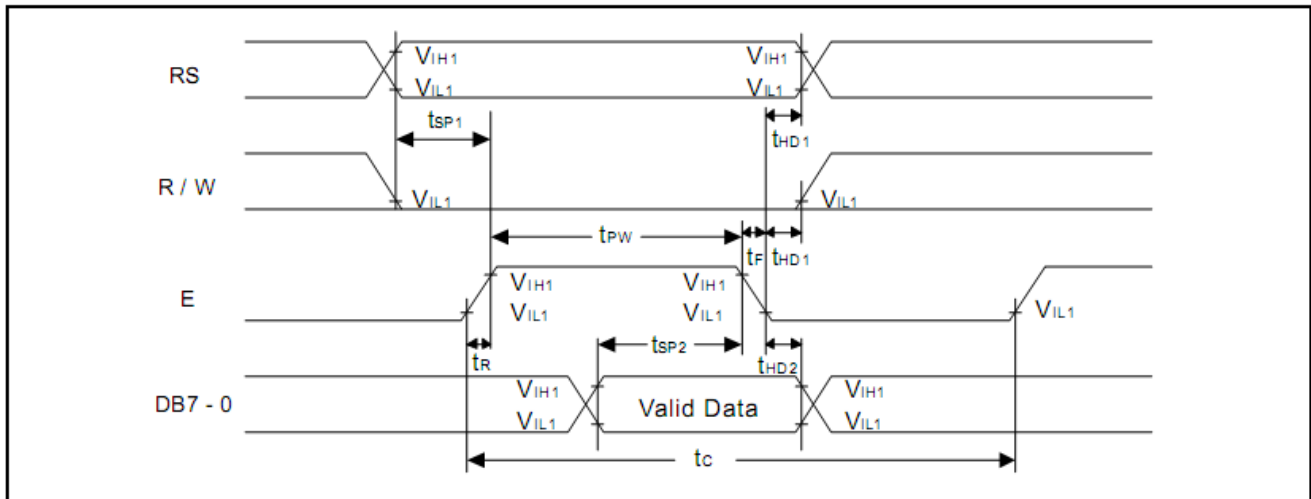 RS
VIH1 VIH1
VIL1 VIL1
tSP1 tHD1
R / W
VIL1 VIL1
tPW tF tHD1
E
VIH1 VIH1
VIL1 VIL1 VIL1
tR tSP2 tHD2
DB7 - 0
VIH1 Valid Data VIH1
VIL1 VIL1
tC